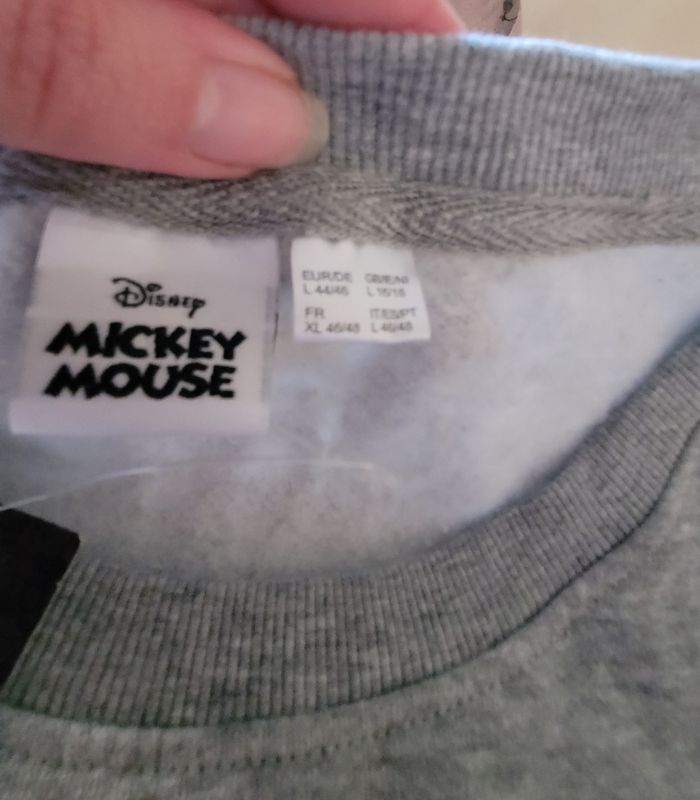 Disney
MICKEY
MOUSE
EUR/DE GB/IE/NI
L 44/46 L 16/18
FR IT/ES/PT
XL 46/48 L 46/48